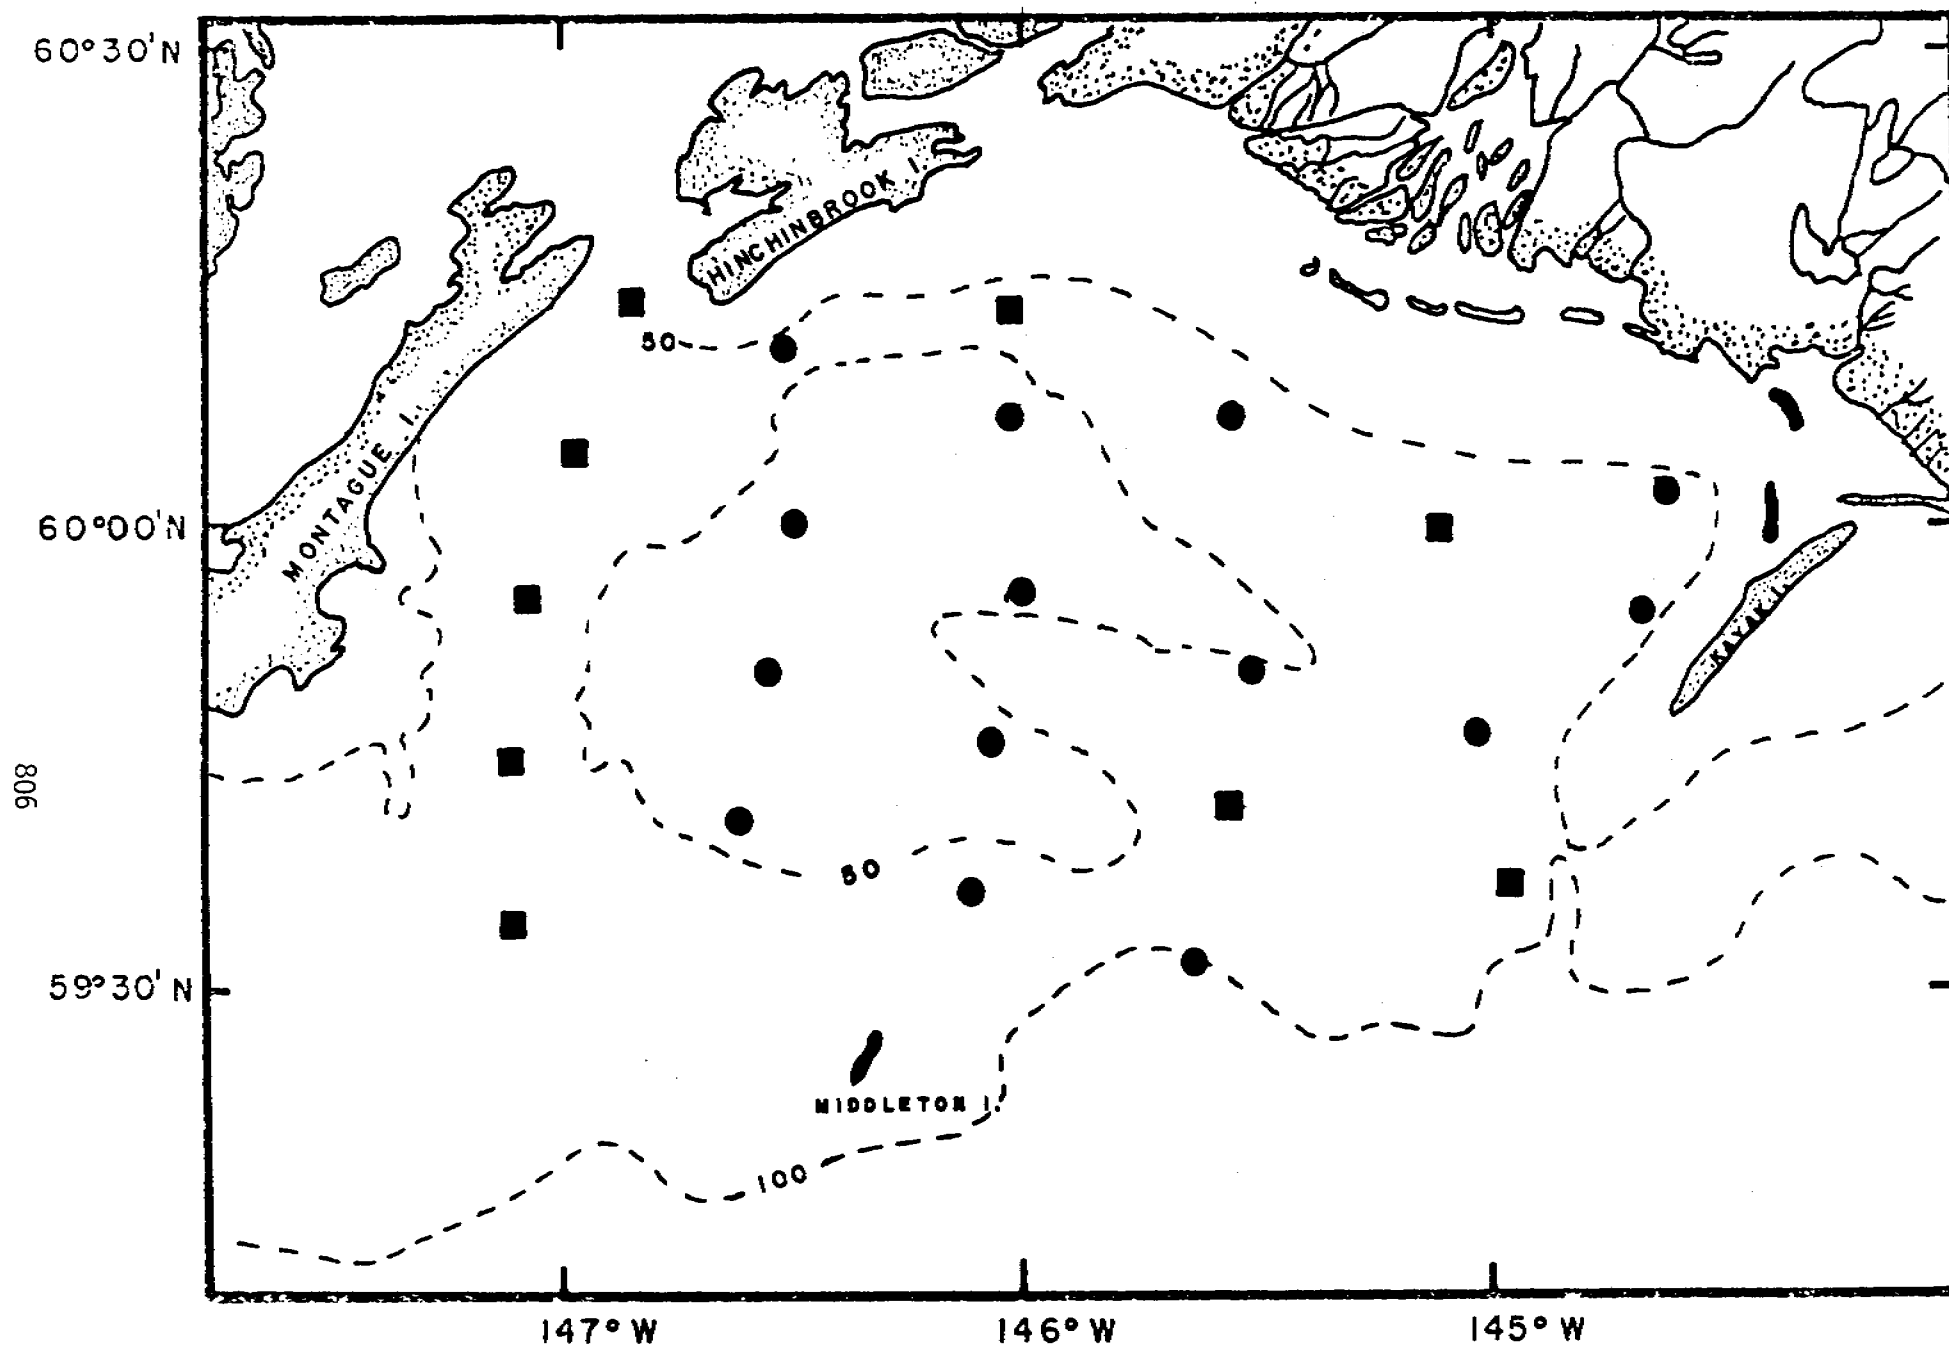 60°30'N
HINCHINBROOK I.
50
MONTAGUE I.
60°00'N
KAYAK I.
908
50
59°30'N
MIDDLETON I.
100
147°W
146°W
145°W